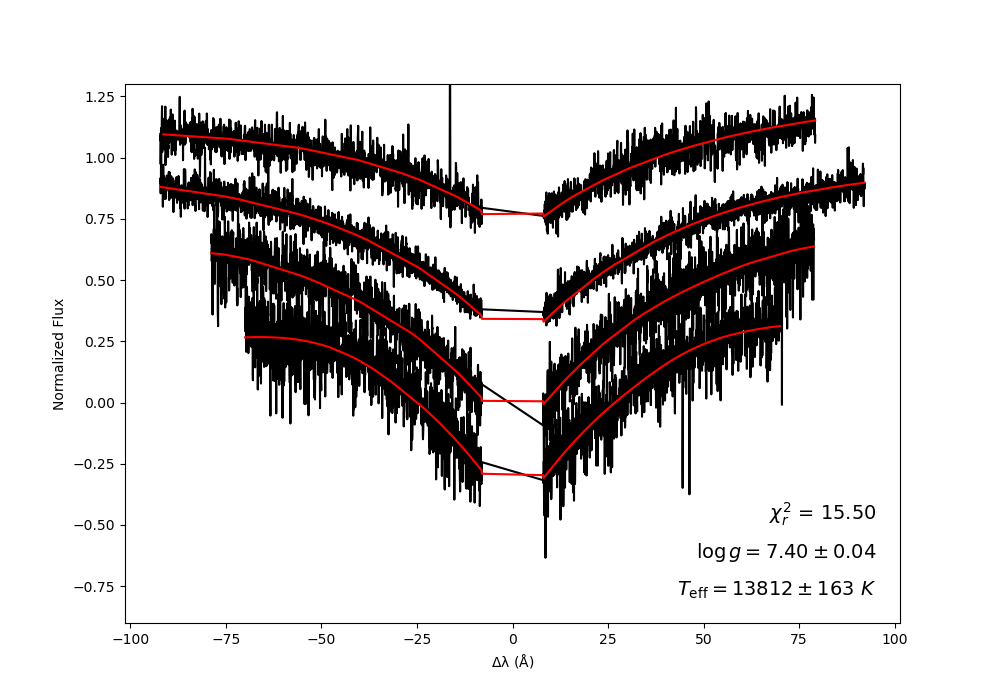 1.25
1.00
0.75
0.50
0.25
0.00
−0.25
−0.50
−0.75
Normalized Flux
χ²ᵣ = 15.50
log g = 7.40 ± 0.04
T_eff = 13812 ± 163 K
−100 −75 −50 −25 0 25 50 75 100
Δλ (Å)